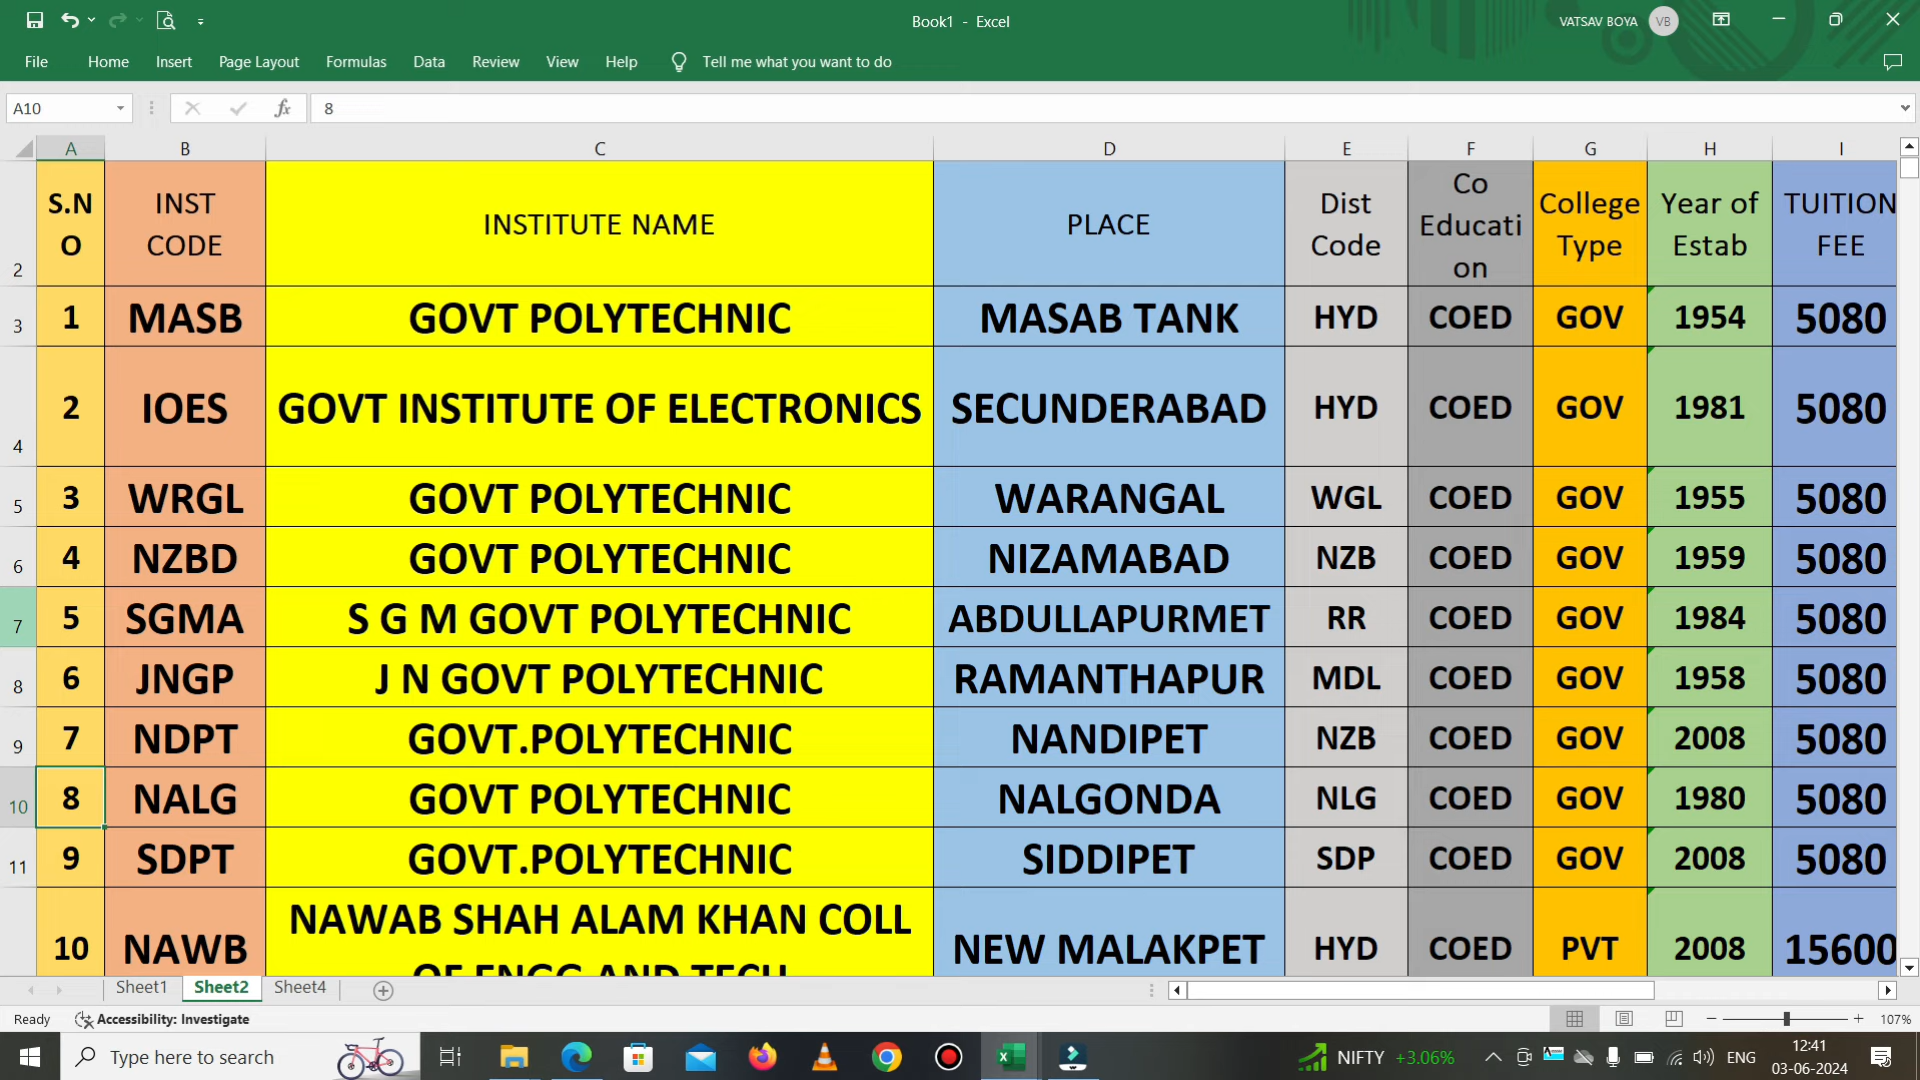 Book1 - Excel
VATSAV BOYA
VB
File Home Insert Page Layout Formulas Data Review View Help Tell me what you want to do
A10 fx 8
A B C D E F G H I
2 S.N O INST CODE INSTITUTE NAME PLACE Dist Code Co Educati on College Type Year of Estab TUITION FEE
3 1 MASB GOVT POLYTECHNIC MASAB TANK HYD COED GOV 1954 5080
4 2 IOES GOVT INSTITUTE OF ELECTRONICS SECUNDERABAD HYD COED GOV 1981 5080
5 3 WRGL GOVT POLYTECHNIC WARANGAL WGL COED GOV 1955 5080
6 4 NZBD GOVT POLYTECHNIC NIZAMABAD NZB COED GOV 1959 5080
7 5 SGMA S G M GOVT POLYTECHNIC ABDULLAPURMET RR COED GOV 1984 5080
8 6 JNGP J N GOVT POLYTECHNIC RAMANTHAPUR MDL COED GOV 1958 5080
9 7 NDPT GOVT.POLYTECHNIC NANDIPET NZB COED GOV 2008 5080
10 8 NALG GOVT POLYTECHNIC NALGONDA NLG COED GOV 1980 5080
11 9 SDPT GOVT.POLYTECHNIC SIDDIPET SDP COED GOV 2008 5080
10 NAWB NAWAB SHAH ALAM KHAN COLL OF ENGG AND TECH NEW MALAKPET HYD COED PVT 2008 15600
Sheet1 Sheet2 Sheet4
Ready Accessibility: Investigate 107%
Type here to search NIFTY +3.06% ENG 12:41
03-06-2024